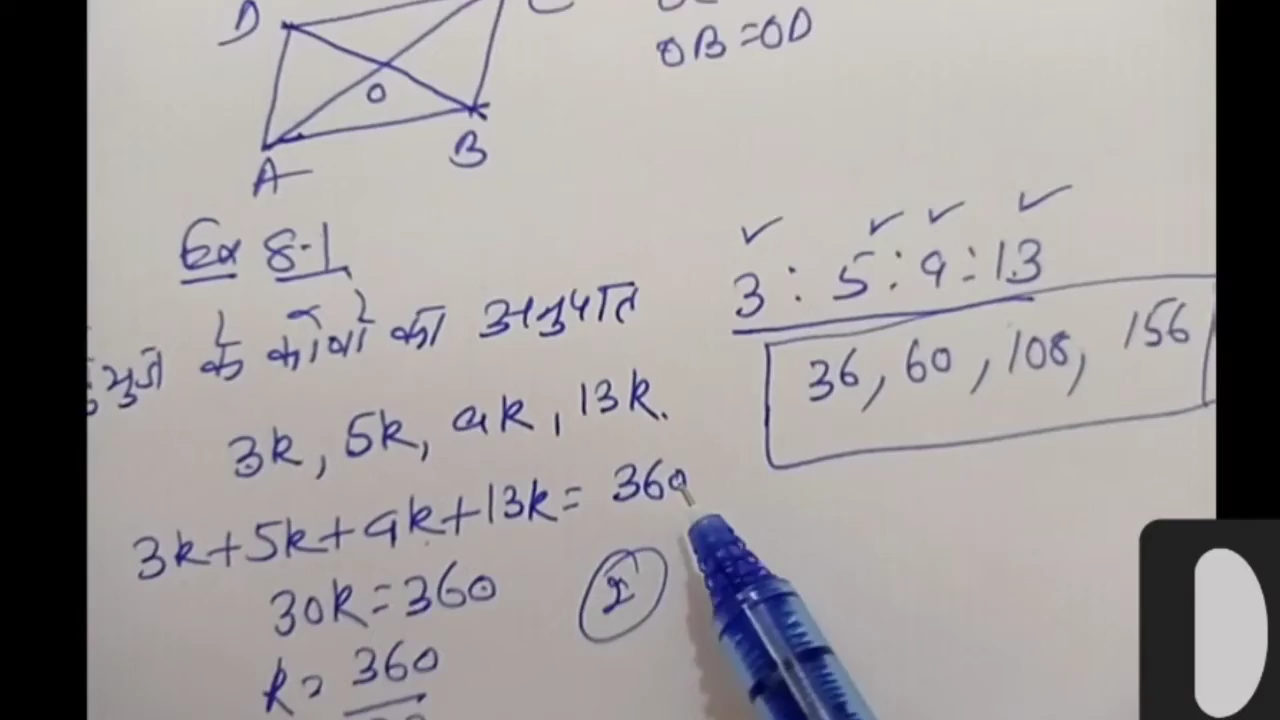 D
OB=OD
O
A
B
Ex 8.1
3 : 5 : 9 : 13
के कोणों का अनुपात
36, 60, 108, 156
3k, 5k, 9k, 13k.
3k+5k+9k+13k= 360
30k=360
I
k= 360